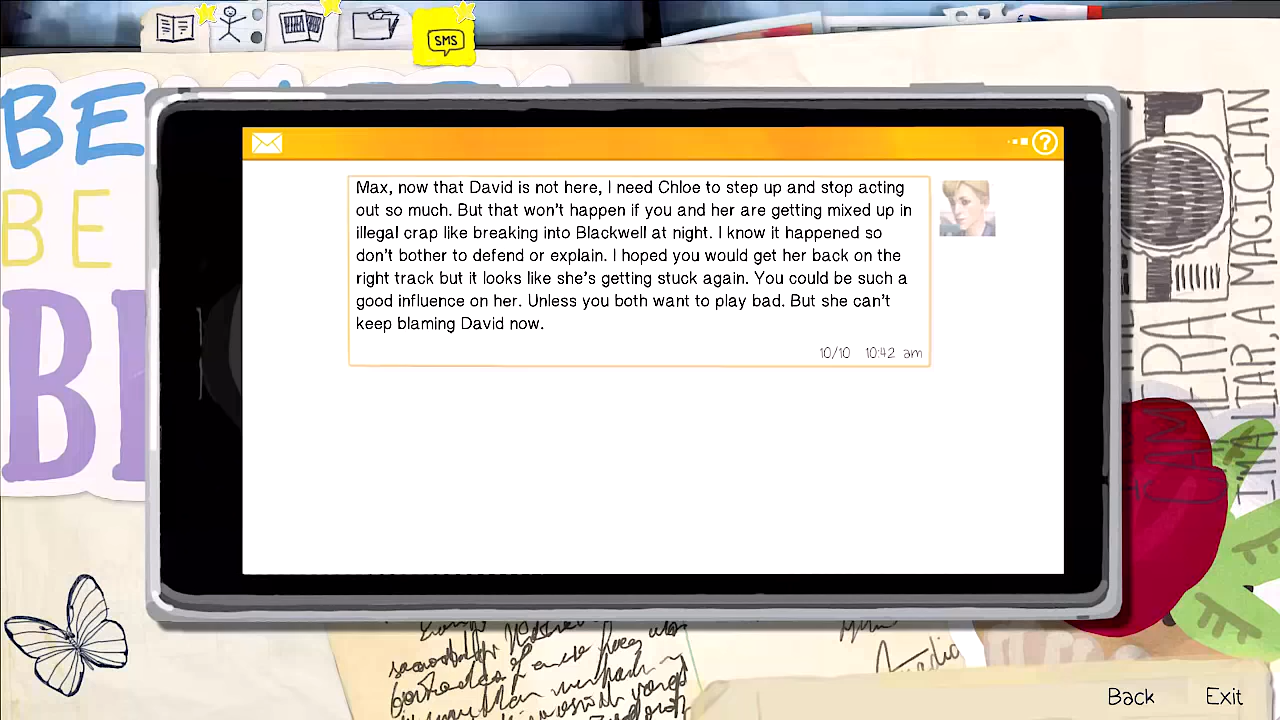 SMS
BE
BE
BE
Max, now that David is not here, I need Chloe to step up and stop acting
out so much. But that won't happen if you and her are getting mixed up in
illegal crap like breaking into Blackwell at night. I know it happened so
don't bother to defend or explain. I hoped you would get her back on the
right track but it looks like she's getting stuck again. You could be such a
good influence on her. Unless you both want to play bad. But she can't
keep blaming David now.
10/10 10:42 am
CAMERA
LIAR, A MAGICIAN
Back Exit